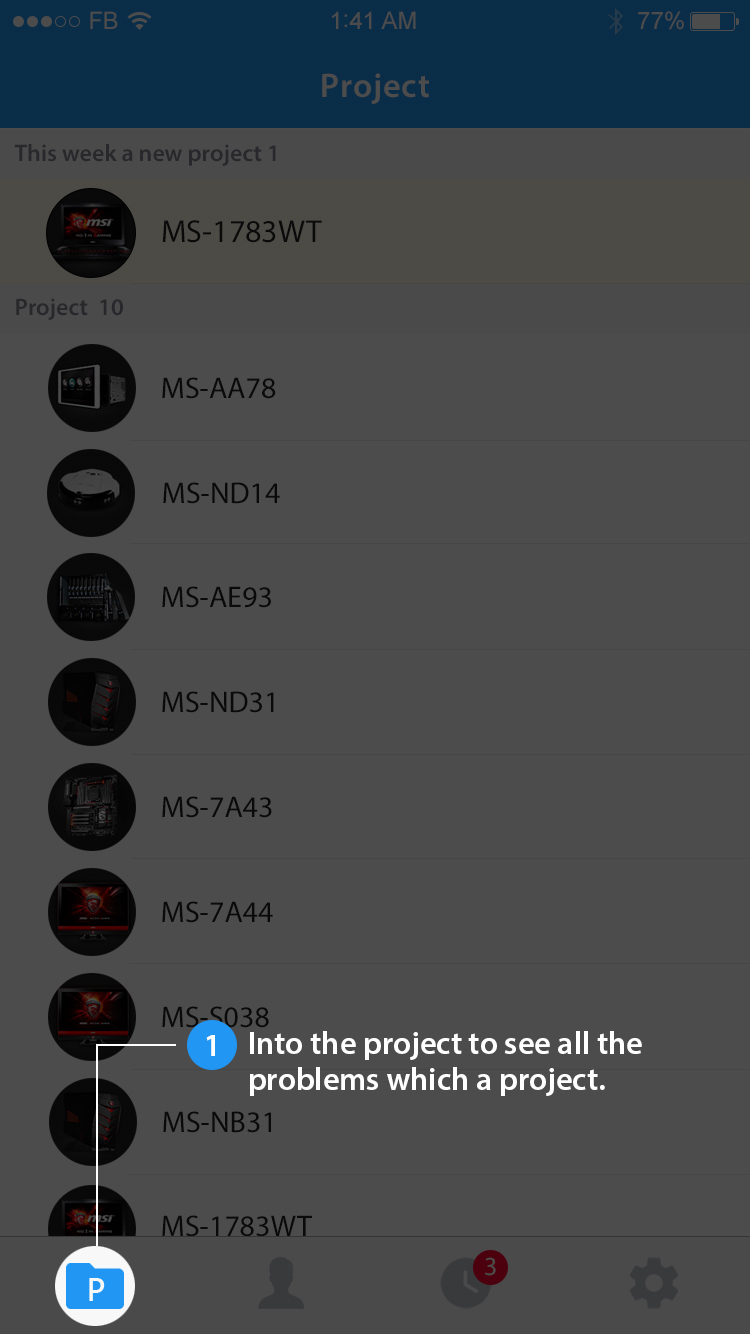 FB 1:41 AM 77%
Project
This week a new project 1
msi
MS-1783WT
Project 10
MS-AA78
MS-ND14
MS-AE93
MS-ND31
MS-7A43
MS-7A44
MS-S038
1 Into the project to see all the
problems which a project.
MS-NB31
msi
MS-1783WT
P
3